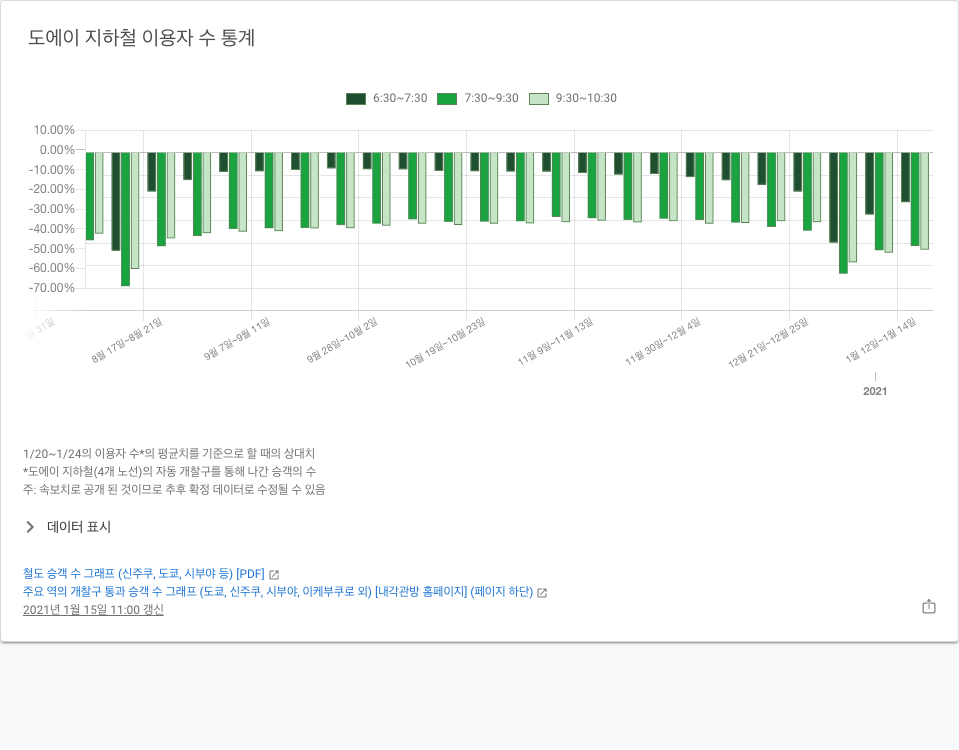 도에이 지하철 이용자 수 통계
6:30~7:30 7:30~9:30 9:30~10:30
10.00%
0.00%
-10.00%
-20.00%
-30.00%
-40.00%
-50.00%
-60.00%
-70.00%
31일
8월 17일~8월 21일
9월 7일~9월 11일
9월 28일~10월 2일
10월 19일~10월 23일
11월 9일~11월 13일
11월 30일~12월 4일
12월 21일~12월 25일
1월 12일~1월 14일
2021
1/20~1/24의 이용자 수*의 평균치를 기준으로 할 때의 상대치
*도에이 지하철(4개 노선)의 자동 개찰구를 통해 나간 승객의 수
주: 속보치로 공개 된 것이므로 추후 확정 데이터로 수정될 수 있음
데이터 표시
철도 승객 수 그래프 (신주쿠, 도쿄, 시부야 등) [PDF]
주요 역의 개찰구 통과 승객 수 그래프 (도쿄, 신주쿠, 시부야, 이케부쿠로 외) [내각관방 홈페이지] (페이지 하단)
2021년 1월 15일 11:00 갱신